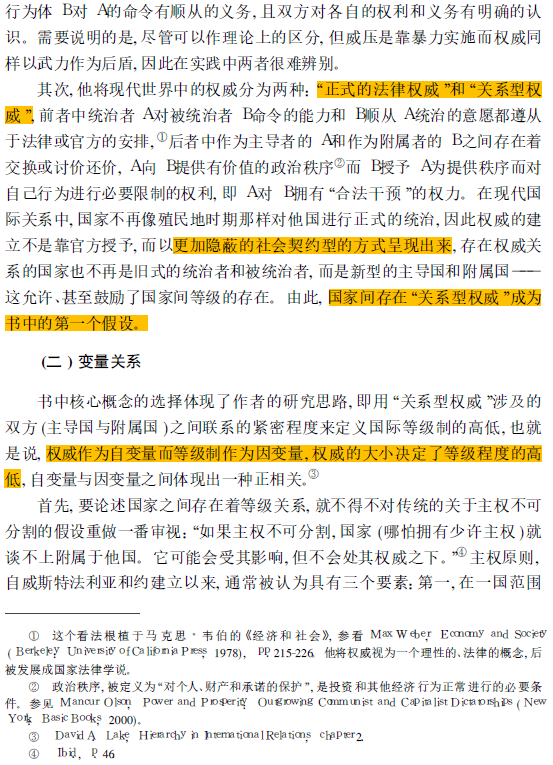 行为体 B对 A的命令有顺从的义务,且双方对各自的权利和义务有明确的认
识。需要说明的是,尽管可以作理论上的区分,但威压是靠暴力实施而权威同
样以武力作为后盾,因此在实践中两者很难辨别。
其次,他将现代世界中的权威分为两种:“正式的法律权威”和“关系型权
威”,前者中统治者 A对被统治者 B命令的能力和 B顺从 A统治的意愿都遵从
于法律或官方的安排,①后者中作为主导者的 A和作为附属者的 B之间存在着
交换或讨价还价, A向 B提供有价值的政治秩序②而 B授予 A为提供秩序而对
自己行为进行必要限制的权利,即 A对 B拥有“合法干预”的权力。在现代国
际关系中,国家不再像殖民地时期那样对他国进行正式的统治,因此权威的建
立不是靠官方授予,而以更加隐蔽的社会契约型的方式呈现出来,存在权威关
系的国家也不再是旧式的统治者和被统治者,而是新型的主导国和附属国——
这允许、甚至鼓励了国家间等级的存在。由此,国家间存在“关系型权威”成为
书中的第一个假设。
(二)变量关系
书中核心概念的选择体现了作者的研究思路,即用“关系型权威”涉及的
双方(主导国与附属国)之间联系的紧密程度来定义国际等级制的高低,也就
是说,权威作为自变量而等级制作为因变量,权威的大小决定了等级程度的高
低,自变量与因变量之间体现出一种正相关。③
首先,要论述国家之间存在着等级关系,就不得不对传统的关于主权不可
分割的假设重做一番审视:“如果主权不可分割,国家(哪怕拥有少许主权)就
谈不上附属于他国。它可能会受其影响,但不会处其权威之下。”④主权原则,
自威斯特法利亚和约建立以来,通常被认为具有三个要素:第一,在一国范围
① 这个看法根植于马克思·韦伯的《经济和社会》,参看 Max Weber, Economy and Society
(Berkeley: University of California Press, 1978), pp. 215-226. 他将权威视为一个理性的、法律的概念,后
被发展成国家法律学说。
② 政治秩序,被定义为“对个人、财产和承诺的保护”,是投资和其他经济行为正常进行的必要条
件。参见 Mancur Olson, Power and Prosperity: Outgrowing Communist and Capitalist Dictatorships (New
York: Basic Books, 2000).
③ David A. Lake, Hierarchy in International Relations, chapter 2.
④ Ibid., p. 46.